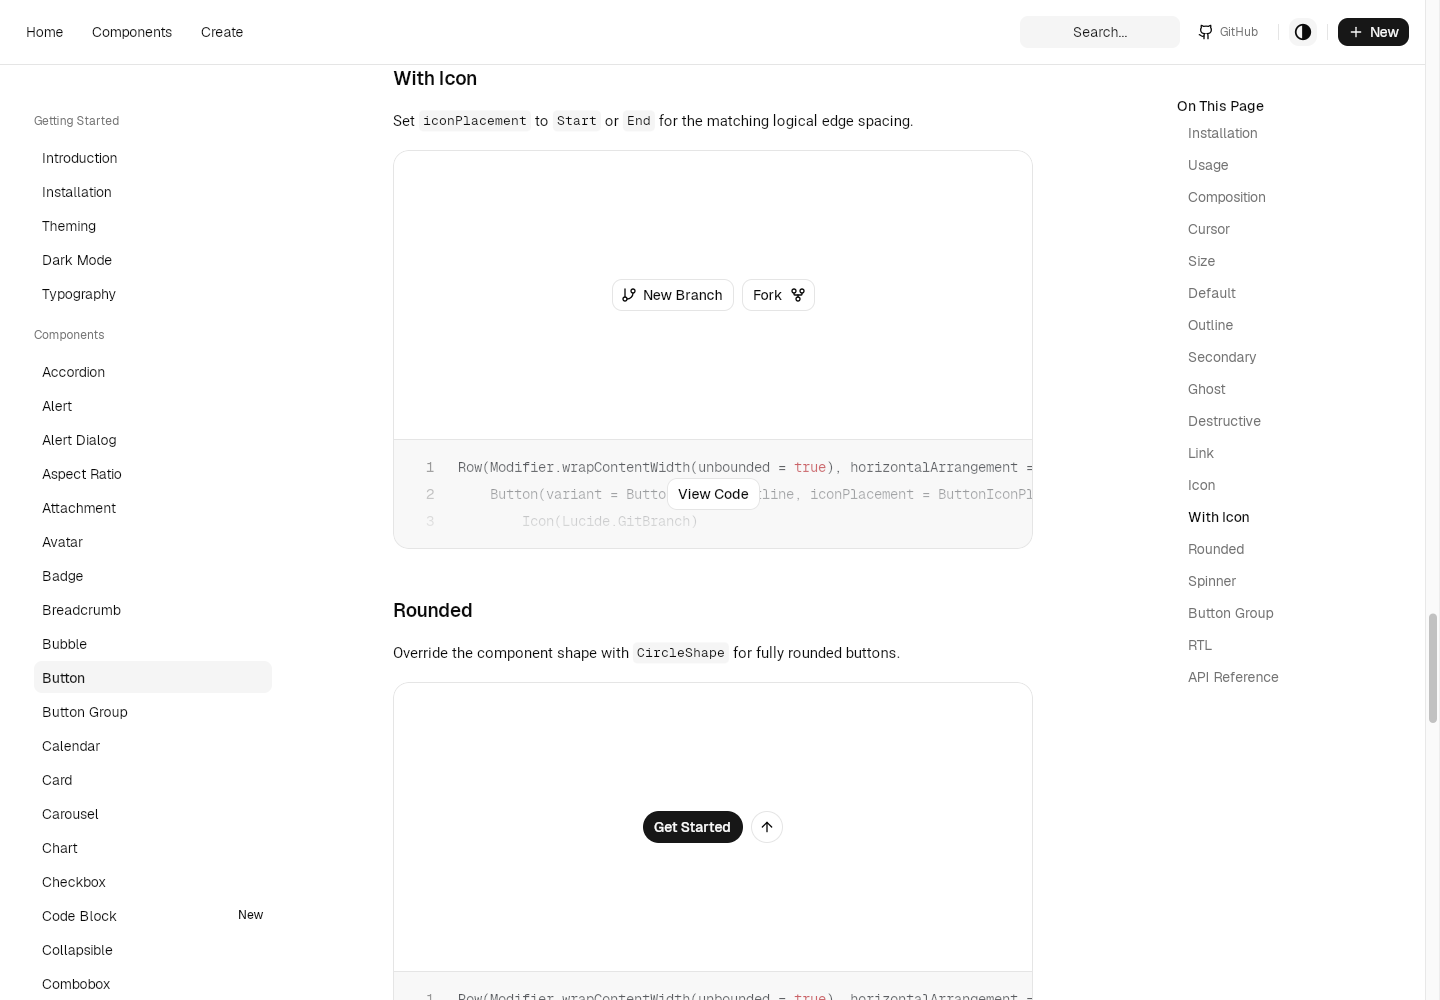 Home
Components
Create
Search...
GitHub
New
Getting Started
Introduction
Installation
Theming
Dark Mode
Typography
Components
Accordion
Alert
Alert Dialog
Aspect Ratio
Attachment
Avatar
Badge
Breadcrumb
Bubble
Button
Button Group
Calendar
Card
Carousel
Chart
Checkbox
Code Block New
Collapsible
Combobox
With Icon
Set iconPlacement to Start or End for the matching logical edge spacing.
New Branch
Fork
1 Row(Modifier.wrapContentWidth(unbounded = true), horizontalArrangement =
2 Button(variant = Butto tline, iconPlacement = ButtonIconPl
View Code
3 Icon(Lucide.GitBranch)
Rounded
Override the component shape with CircleShape for fully rounded buttons.
Get Started
1 Row(Modifier.wrapContentWidth(unbounded = true), horizontalArrangement =
On This Page
Installation
Usage
Composition
Cursor
Size
Default
Outline
Secondary
Ghost
Destructive
Link
Icon
With Icon
Rounded
Spinner
Button Group
RTL
API Reference